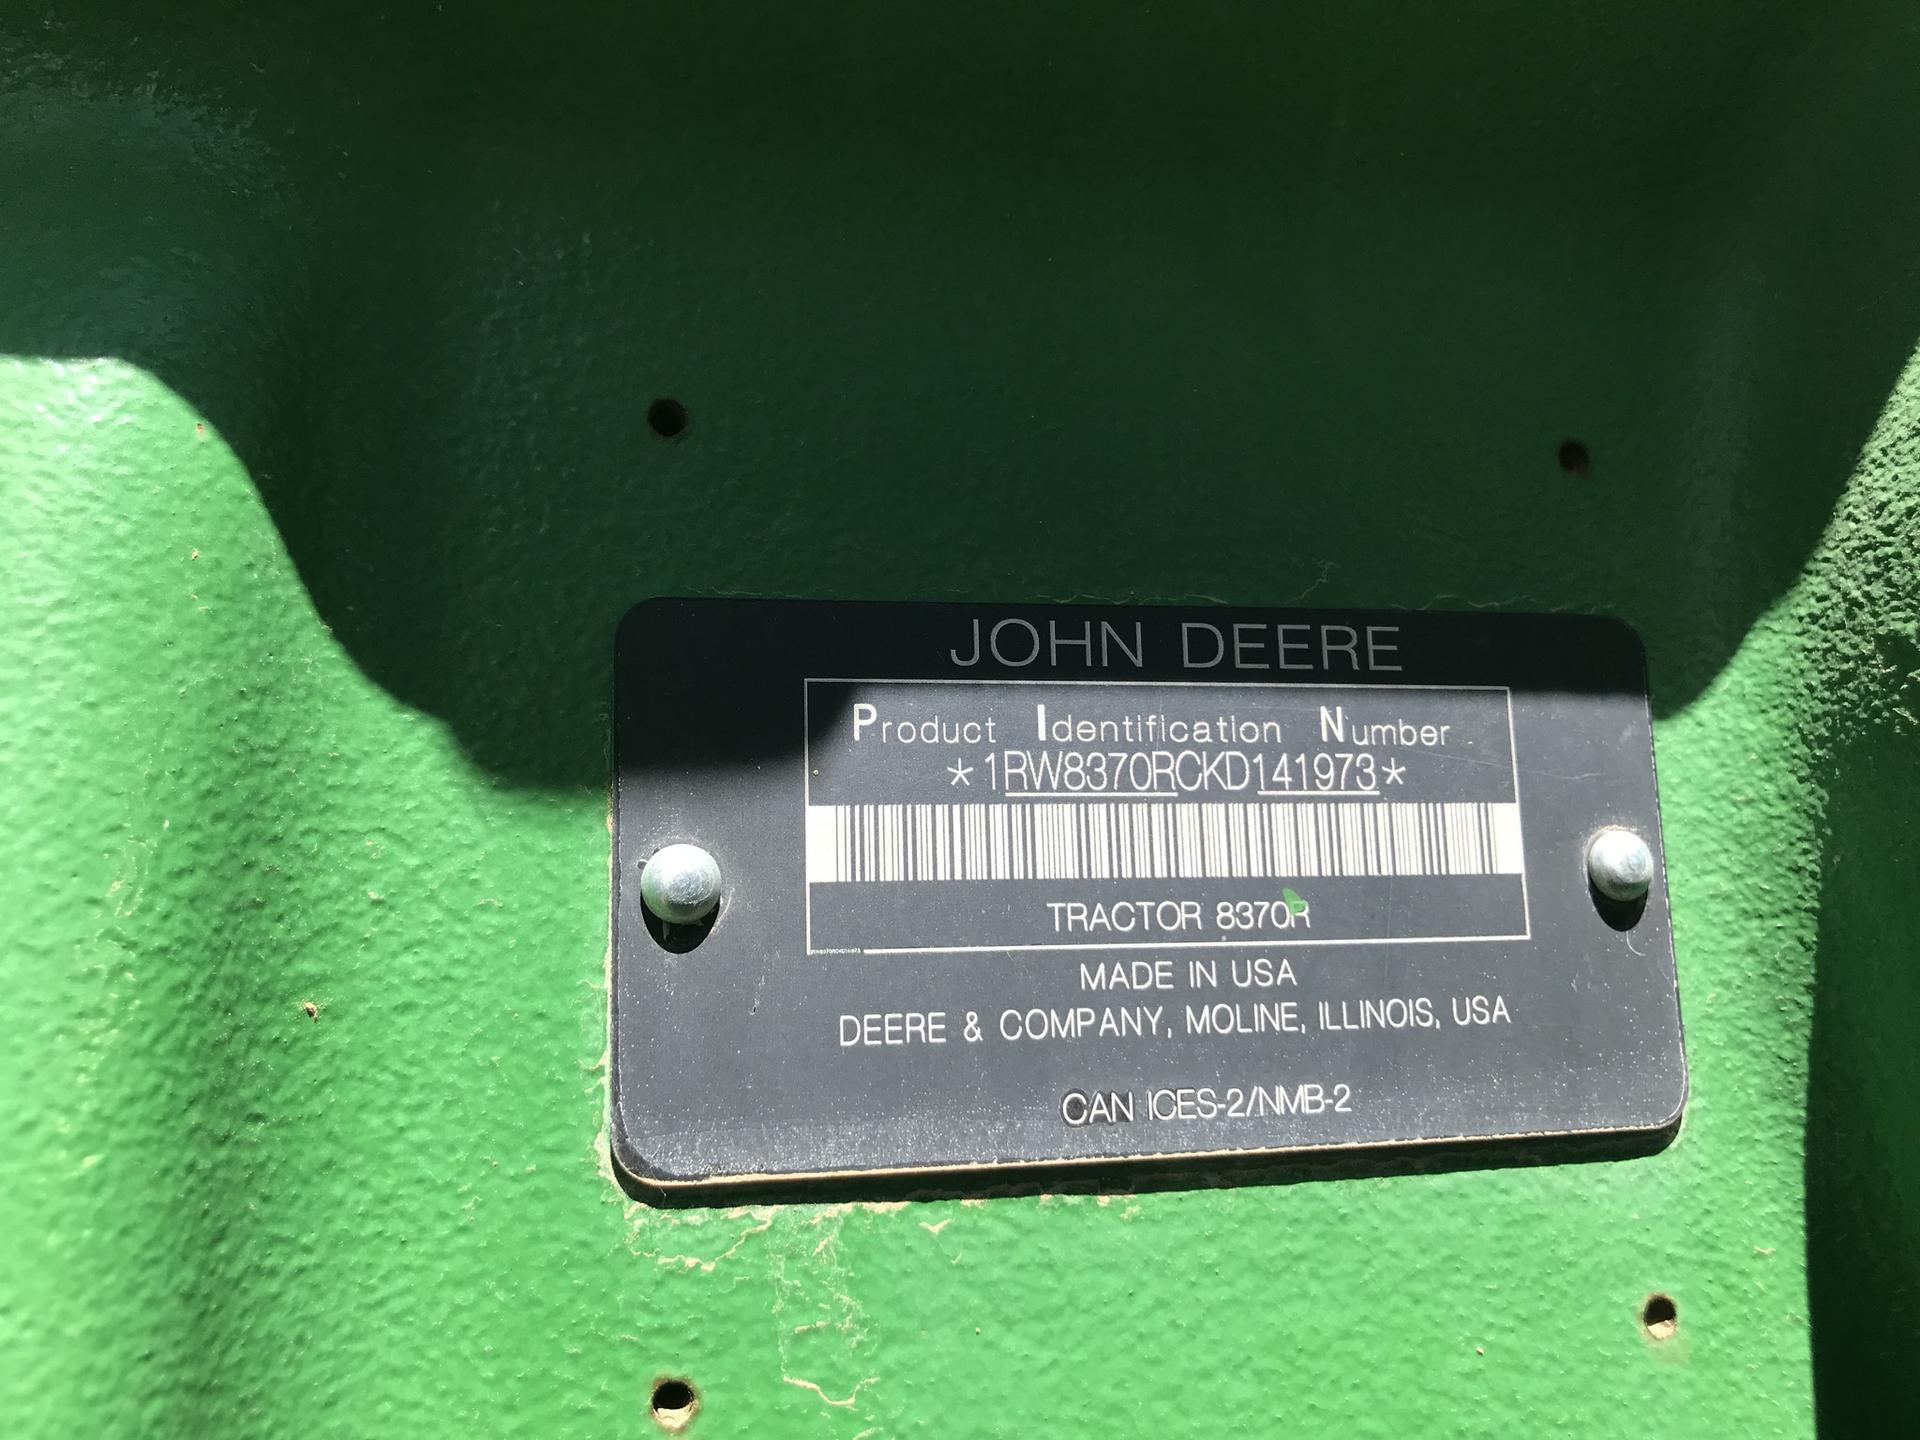 JOHN DEERE
Product Identification Number
*1RW8370RCKD141973*
TRACTOR 8370R
MADE IN USA
DEERE & COMPANY, MOLINE, ILLINOIS, USA
CAN ICES-2/NMB-2